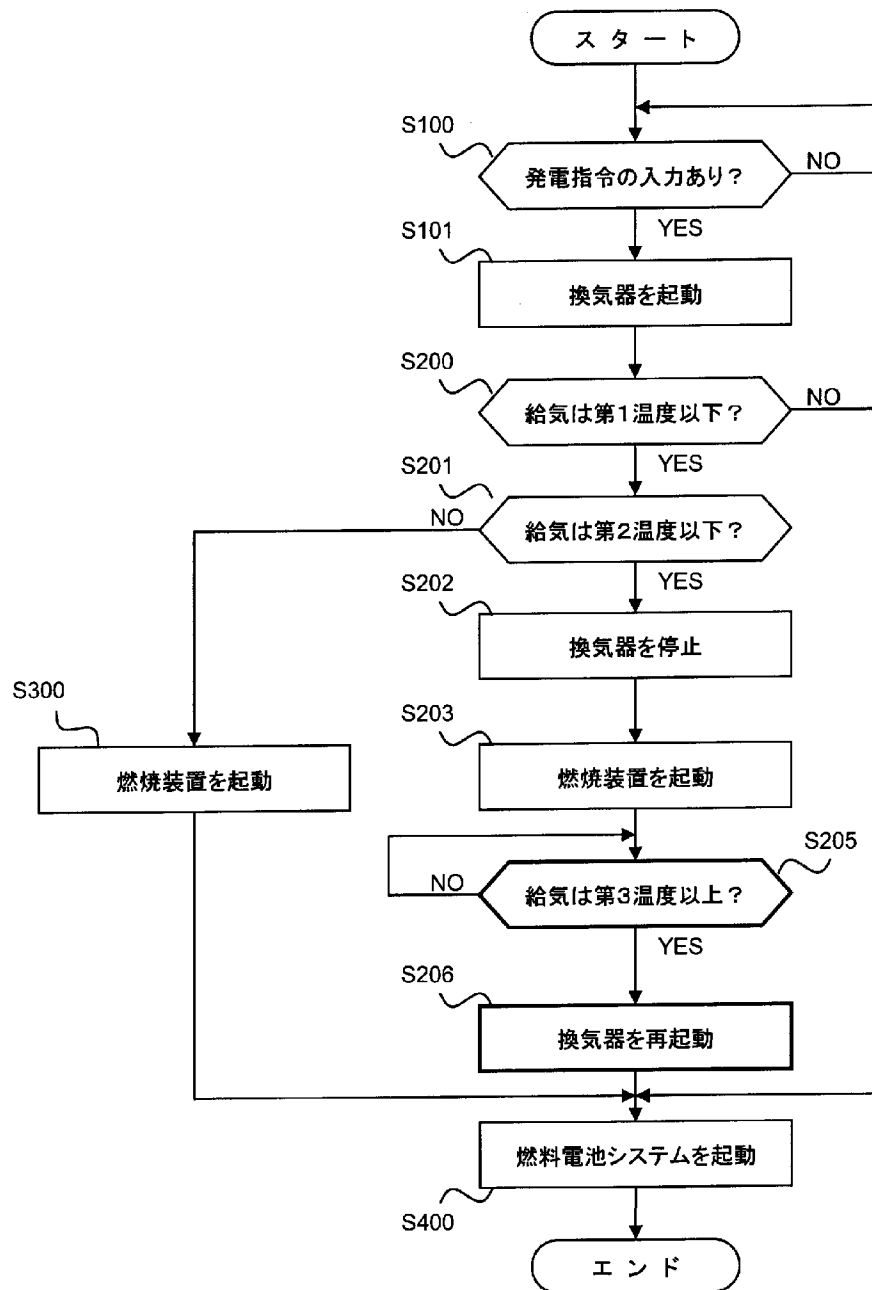 スタート
S100
発電指令の入力あり？
NO
YES
S101
換気器を起動
S200
給気は第１温度以下？
NO
YES
S201
NO
給気は第２温度以下？
YES
S202
換気器を停止
S300
燃焼装置を起動
S203
燃焼装置を起動
S205
NO
給気は第３温度以上？
YES
S206
換気器を再起動
燃料電池システムを起動
S400
エンド